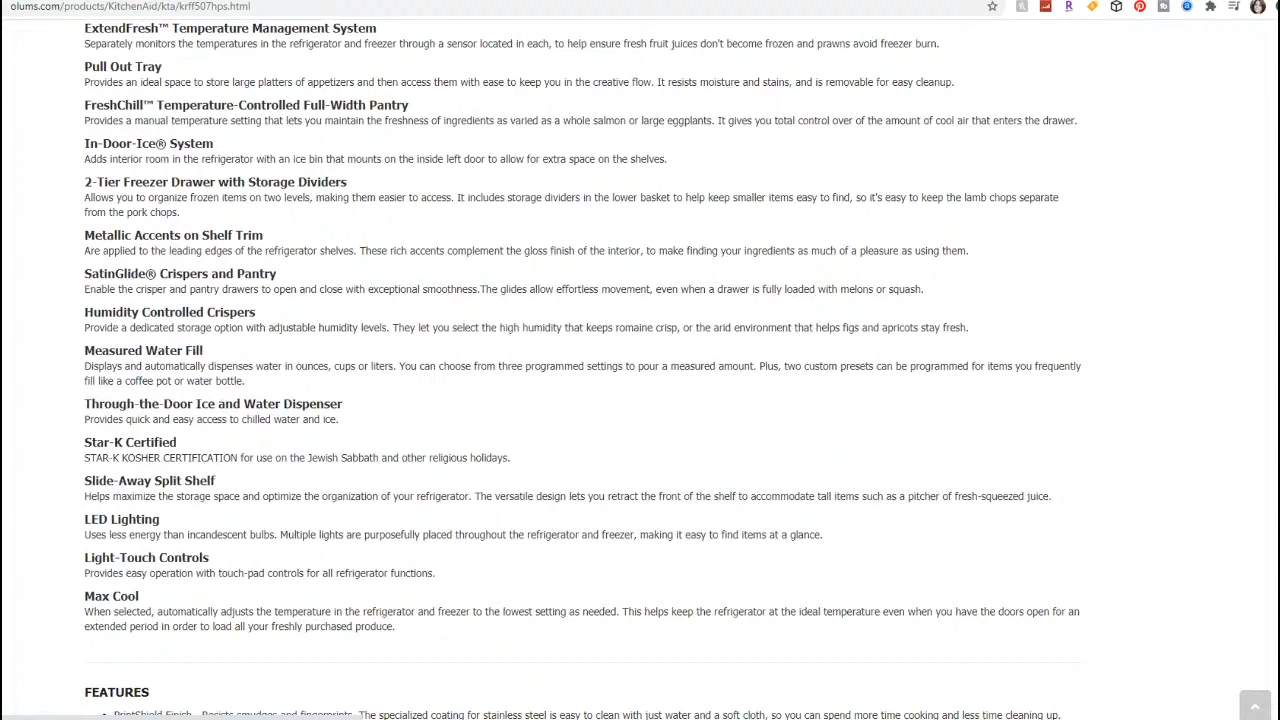 olums.com/products/KitchenAid/kta/krff507hps.html
ExtendFresh™ Temperature Management System
Separately monitors the temperatures in the refrigerator and freezer through a sensor located in each, to help ensure fresh fruit juices don't become frozen and prawns avoid freezer burn.
Pull Out Tray
Provides an ideal space to store large platters of appetizers and then access them with ease to keep you in the creative flow. It resists moisture and stains, and is removable for easy cleanup.
FreshChill™ Temperature-Controlled Full-Width Pantry
Provides a manual temperature setting that lets you maintain the freshness of ingredients as varied as a whole salmon or large eggplants. It gives you total control over of the amount of cool air that enters the drawer.
In-Door-Ice® System
Adds interior room in the refrigerator with an ice bin that mounts on the inside left door to allow for extra space on the shelves.
2-Tier Freezer Drawer with Storage Dividers
Allows you to organize frozen items on two levels, making them easier to access. It includes storage dividers in the lower basket to help keep smaller items easy to find, so it's easy to keep the lamb chops separate
from the pork chops.
Metallic Accents on Shelf Trim
Are applied to the leading edges of the refrigerator shelves. These rich accents complement the gloss finish of the interior, to make finding your ingredients as much of a pleasure as using them.
SatinGlide® Crispers and Pantry
Enable the crisper and pantry drawers to open and close with exceptional smoothness.The glides allow effortless movement, even when a drawer is fully loaded with melons or squash.
Humidity Controlled Crispers
Provide a dedicated storage option with adjustable humidity levels. They let you select the high humidity that keeps romaine crisp, or the arid environment that helps figs and apricots stay fresh.
Measured Water Fill
Displays and automatically dispenses water in ounces, cups or liters. You can choose from three programmed settings to pour a measured amount. Plus, two custom presets can be programmed for items you frequently
fill like a coffee pot or water bottle.
Through-the-Door Ice and Water Dispenser
Provides quick and easy access to chilled water and ice.
Star-K Certified
STAR-K KOSHER CERTIFICATION for use on the Jewish Sabbath and other religious holidays.
Slide-Away Split Shelf
Helps maximize the storage space and optimize the organization of your refrigerator. The versatile design lets you retract the front of the shelf to accommodate tall items such as a pitcher of fresh-squeezed juice.
LED Lighting
Uses less energy than incandescent bulbs. Multiple lights are purposefully placed throughout the refrigerator and freezer, making it easy to find items at a glance.
Light-Touch Controls
Provides easy operation with touch-pad controls for all refrigerator functions.
Max Cool
When selected, automatically adjusts the temperature in the refrigerator and freezer to the lowest setting as needed. This helps keep the refrigerator at the ideal temperature even when you have the doors open for an
extended period in order to load all your freshly purchased produce.
FEATURES
• PrintShield Finish - Resists smudges and fingerprints. The specialized coating for stainless steel is easy to clean with just water and a soft cloth, so you can spend more time cooking and less time cleaning up.